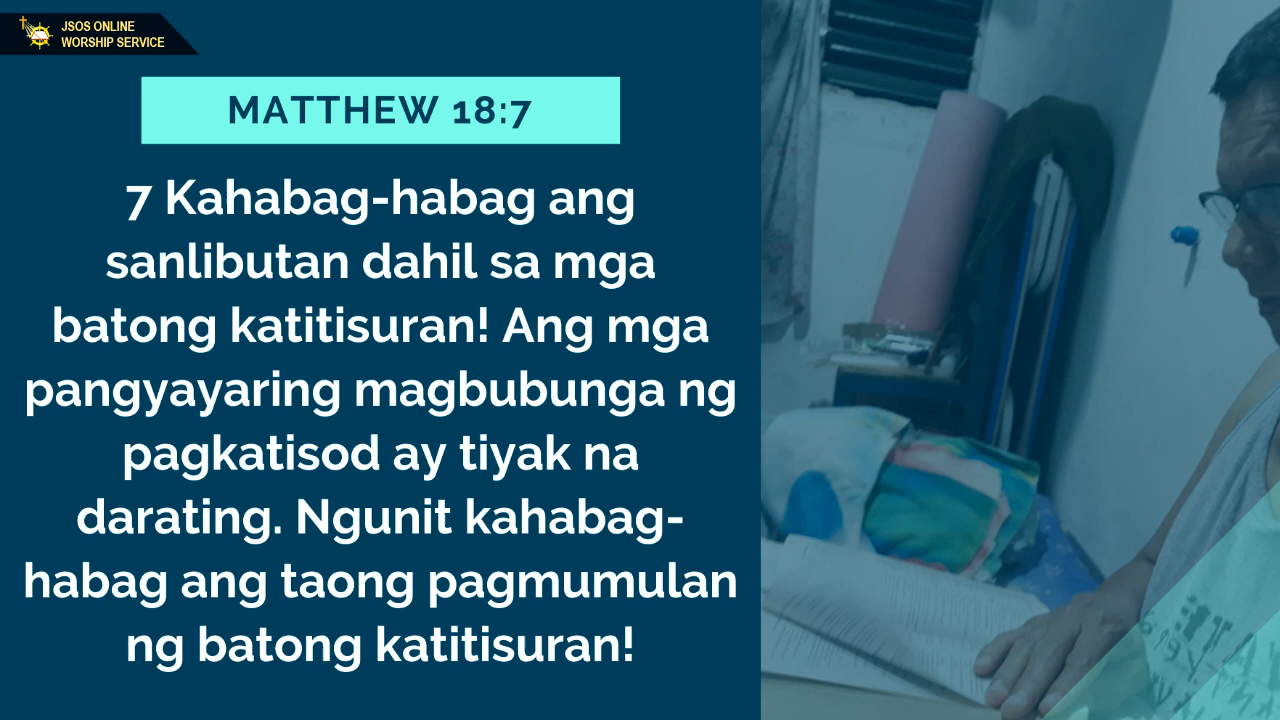 JSOS ONLINE
WORSHIP SERVICE
MATTHEW 18:7
7 Kahabag-habag ang
sanlibutan dahil sa mga
batong katitisuran! Ang mga
pangyayaring magbubunga ng
pagkatisod ay tiyak na
darating. Ngunit kahabag-
habag ang taong pagmumulan
ng batong katitisuran!